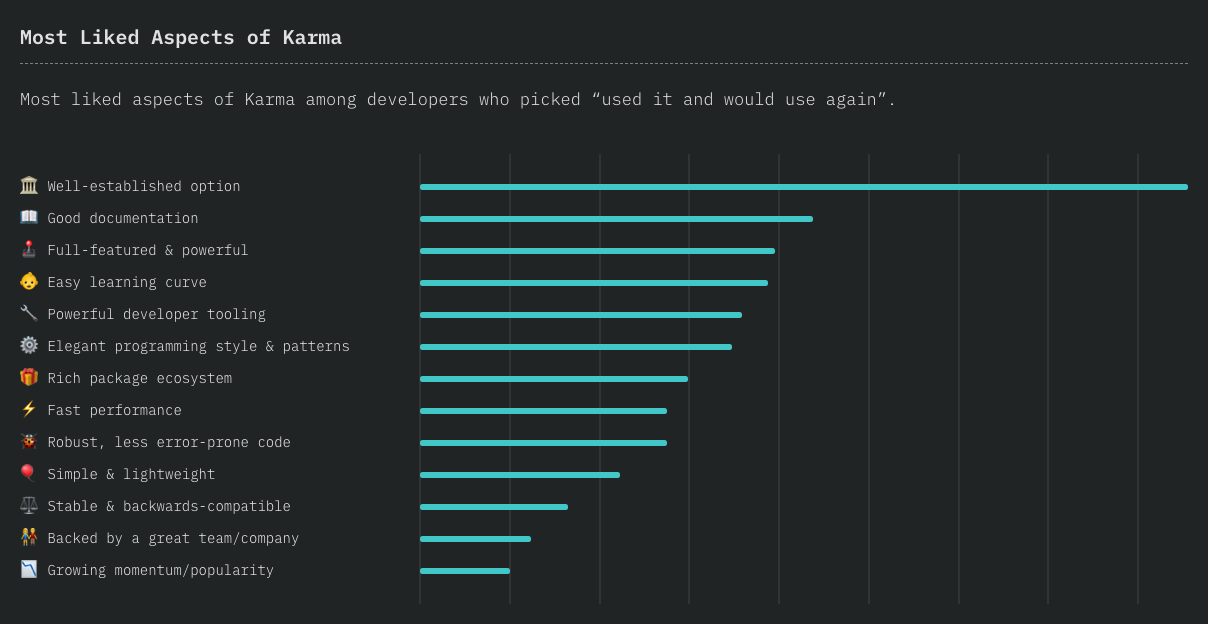 Most Liked Aspects of Karma
Most liked aspects of Karma among developers who picked “used it and would use again”.
Well-established option
Good documentation
Full-featured & powerful
Easy learning curve
Powerful developer tooling
Elegant programming style & patterns
Rich package ecosystem
Fast performance
Robust, less error-prone code
Simple & lightweight
Stable & backwards-compatible
Backed by a great team/company
Growing momentum/popularity